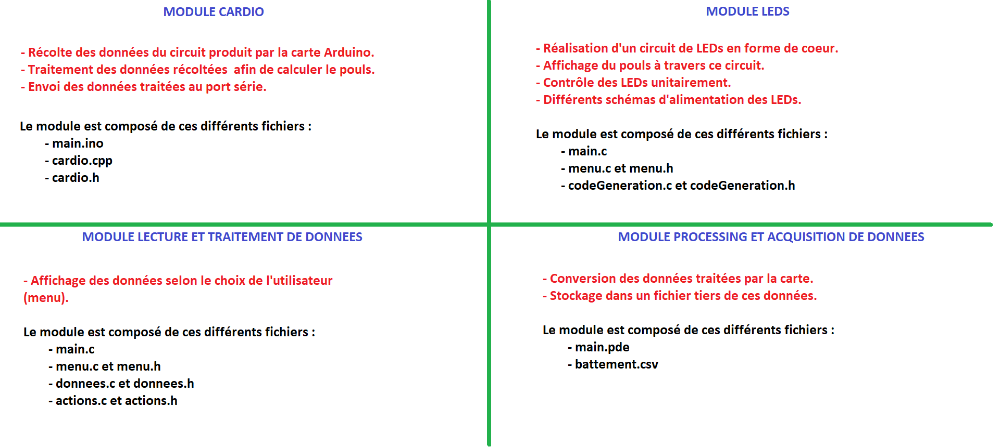 MODULE CARDIO
- Récolte des données du circuit produit par la carte Arduino.
- Traitement des données récoltées  afin de calculer le pouls.
- Envoi des données traitées au port série.
Le module est composé de ces différents fichiers :
- main.ino
- cardio.cpp
- cardio.h
MODULE LEDS
- Réalisation d'un circuit de LEDs en forme de coeur.
- Affichage du pouls à travers ce circuit.
- Contrôle des LEDs unitairement.
- Différents schémas d'alimentation des LEDs.
Le module est composé de ces différents fichiers :
- main.c
- menu.c et menu.h
- codeGeneration.c et codeGeneration.h
MODULE LECTURE ET TRAITEMENT DE DONNEES
- Affichage des données selon le choix de l'utilisateur
(menu).
Le module est composé de ces différents fichiers :
- main.c
- menu.c et menu.h
- donnees.c et donnees.h
- actions.c et actions.h
MODULE PROCESSING ET ACQUISITION DE DONNEES
- Conversion des données traitées par la carte.
- Stockage dans un fichier tiers de ces données.
Le module est composé de ces différents fichiers :
- main.pde
- battement.csv